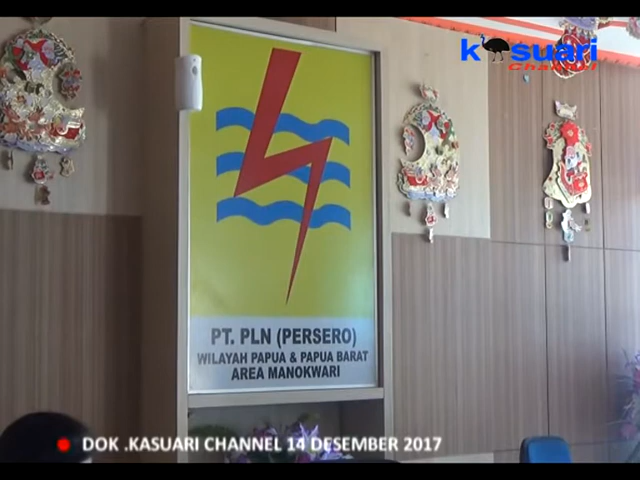 kasuari
Channel
PT. PLN (PERSERO)
WILAYAH PAPUA & PAPUA BARAT
AREA MANOKWARI
DOK .KASUARI CHANNEL 14 DESEMBER 2017